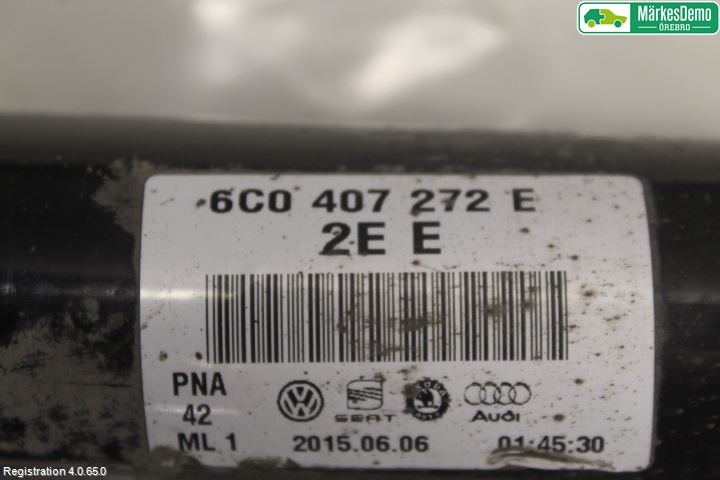 MärkesDemo
ÖREBRO
6C0 407 272 E
2E E
PNA
42
SEAT
Audi
ML 1 2015.06.06 01:45:30
Registration 4.0.65.0